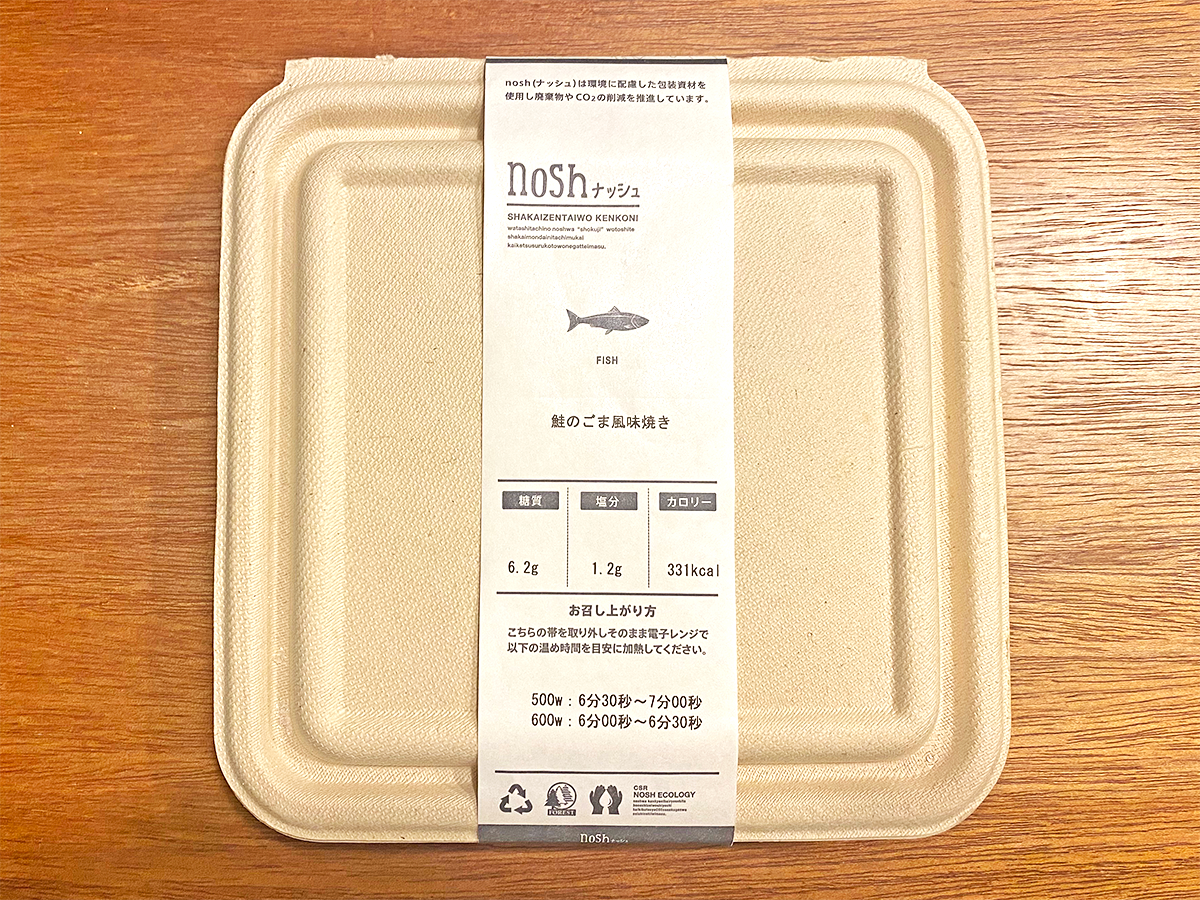 nosh(ナッシュ)は環境に配慮した包装資材を
使用し廃棄物やCO₂の削減を推進しています。
nosh ナッシュ
SHAKAIZENTAIWO KENKONI
watashitachino.noshwa "shokuji" wotoshite
shakaimondainitachimukai
kaikatsusurukotowonegatteimasu.
FISH
鮭のごま風味焼き
糖質 塩分 カロリー
6.2g 1.2g 331kcal
お召し上がり方
こちらの帯を取り外しそのまま電子レンジで
以下の温め時間を目安に加熱してください。
500w：6分30秒～7分00秒
600w：6分00秒～6分30秒
FOREST
CSR
NOSH ECOLOGY
nosh ナッシュ